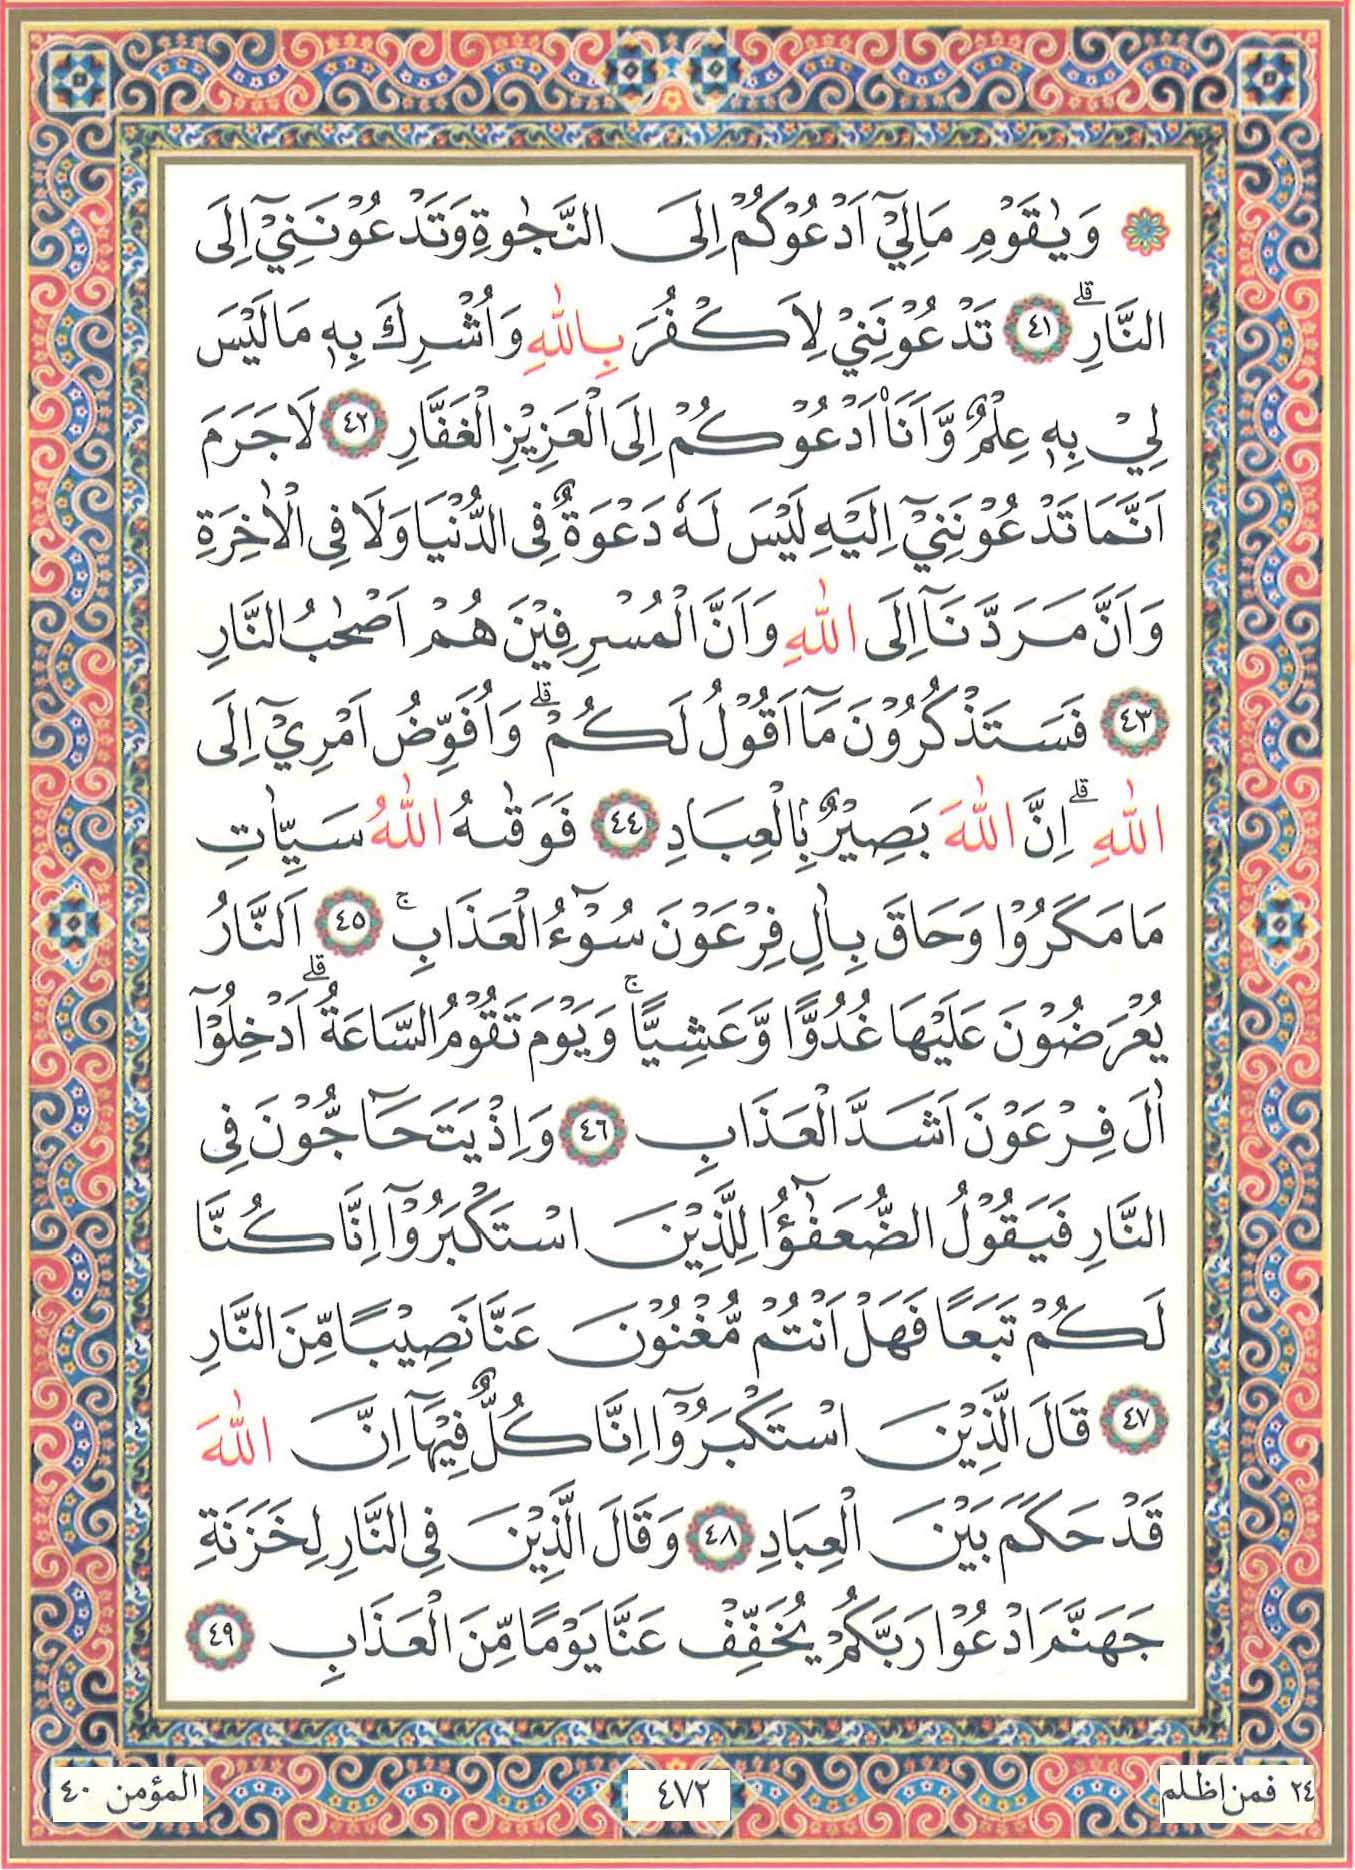 وَيٰقَوْمِ مَالِيْٓ اَدْعُوْكُمْ اِلَى النَّجٰوةِ وَتَدْعُوْنَنِيْٓ اِلَى
النَّارِ ۗ ٤١ تَدْعُوْنَنِيْ لِاَكْفُرَ بِاللّٰهِ وَاُشْرِكَ بِهٖ مَا لَيْسَ
لِيْ بِهٖ عِلْمٌ وَّاَنَا۠ اَدْعُوْكُمْ اِلَى الْعَزِيْزِ الْغَفَّارِ ٤٢ لَا جَرَمَ
اَنَّمَا تَدْعُوْنَنِيْٓ اِلَيْهِ لَيْسَ لَهٗ دَعْوَةٌ فِى الدُّنْيَا وَلَا فِى الْاٰخِرَةِ
وَاَنَّ مَرَدَّنَآ اِلَى اللّٰهِ وَاَنَّ الْمُسْرِفِيْنَ هُمْ اَصْحٰبُ النَّارِ
٤٣ فَسَتَذْكُرُوْنَ مَآ اَقُوْلُ لَكُمْ ۗ وَاُفَوِّضُ اَمْرِيْٓ اِلَى
اللّٰهِ ۗ اِنَّ اللّٰهَ بَصِيْرٌۢ بِالْعِبَادِ ٤٤ فَوَقٰىهُ اللّٰهُ سَيِّاٰتِ
مَا مَكَرُوْا وَحَاقَ بِاٰلِ فِرْعَوْنَ سُوْۤءُ الْعَذَابِ ۚ ٤٥ اَلنَّارُ
يُعْرَضُوْنَ عَلَيْهَا غُدُوًّا وَّعَشِيًّا ۚ وَيَوْمَ تَقُوْمُ السَّاعَةُ ۗ اَدْخِلُوْٓا
اٰلَ فِرْعَوْنَ اَشَدَّ الْعَذَابِ ٤٦ وَاِذْ يَتَحَاۤجُّوْنَ فِى
النَّارِ فَيَقُوْلُ الضُّعَفٰۤؤُا لِلَّذِيْنَ اسْتَكْبَرُوْٓا اِنَّا كُنَّا
لَكُمْ تَبَعًا فَهَلْ اَنْتُمْ مُّغْنُوْنَ عَنَّا نَصِيْبًا مِّنَ النَّارِ
٤٧ قَالَ الَّذِيْنَ اسْتَكْبَرُوْٓا اِنَّا كُلٌّ فِيْهَآ اِنَّ اللّٰهَ
قَدْ حَكَمَ بَيْنَ الْعِبَادِ ٤٨ وَقَالَ الَّذِيْنَ فِى النَّارِ لِخَزَنَةِ
جَهَنَّمَ ادْعُوْا رَبَّكُمْ يُخَفِّفْ عَنَّا يَوْمًا مِّنَ الْعَذَابِ ٤٩
٢٤ فمن اظلم
٤٧٢
المؤمن ٤٠